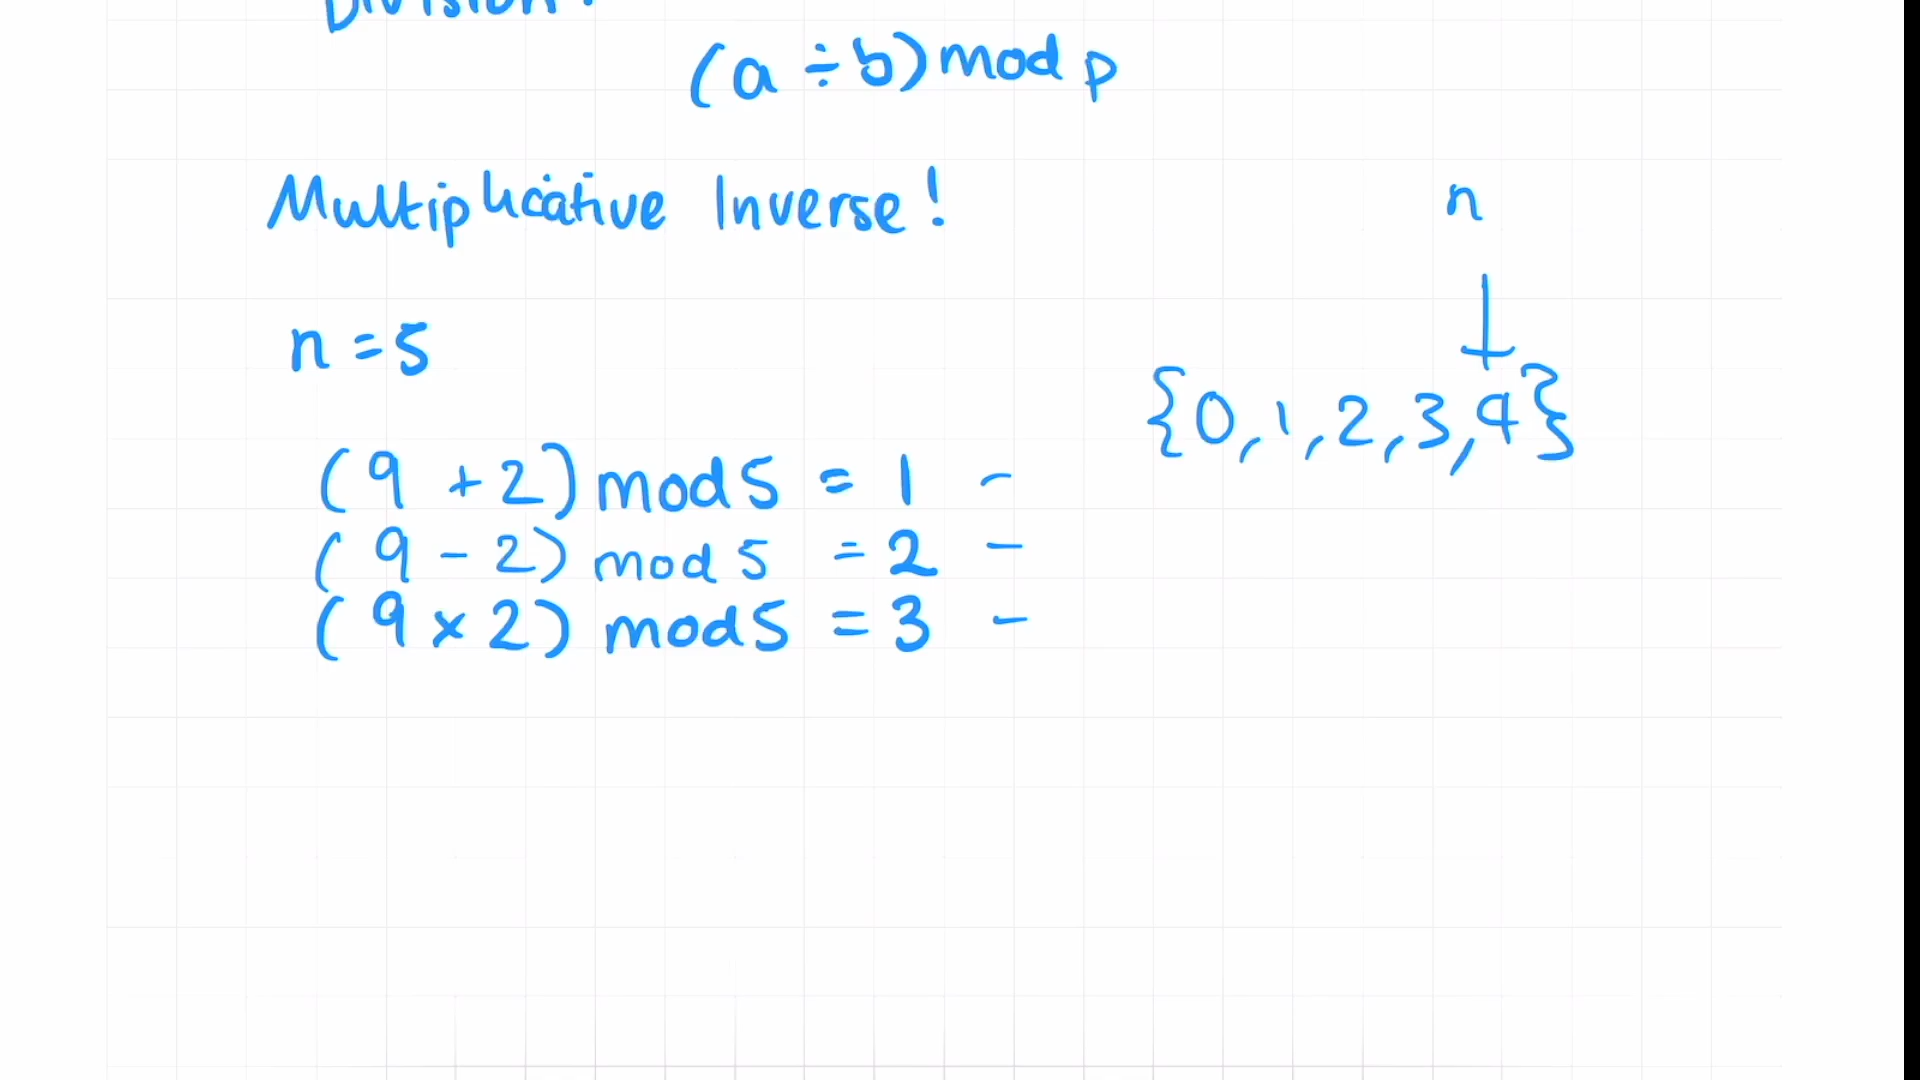 Division!
(a ÷ b) mod p
Multiplicative Inverse!
n
n = 5
{0,1,2,3,4}
(9 + 2) mod 5 = 1 -
(9 - 2) mod 5 = 2 -
(9 × 2) mod 5 = 3 -